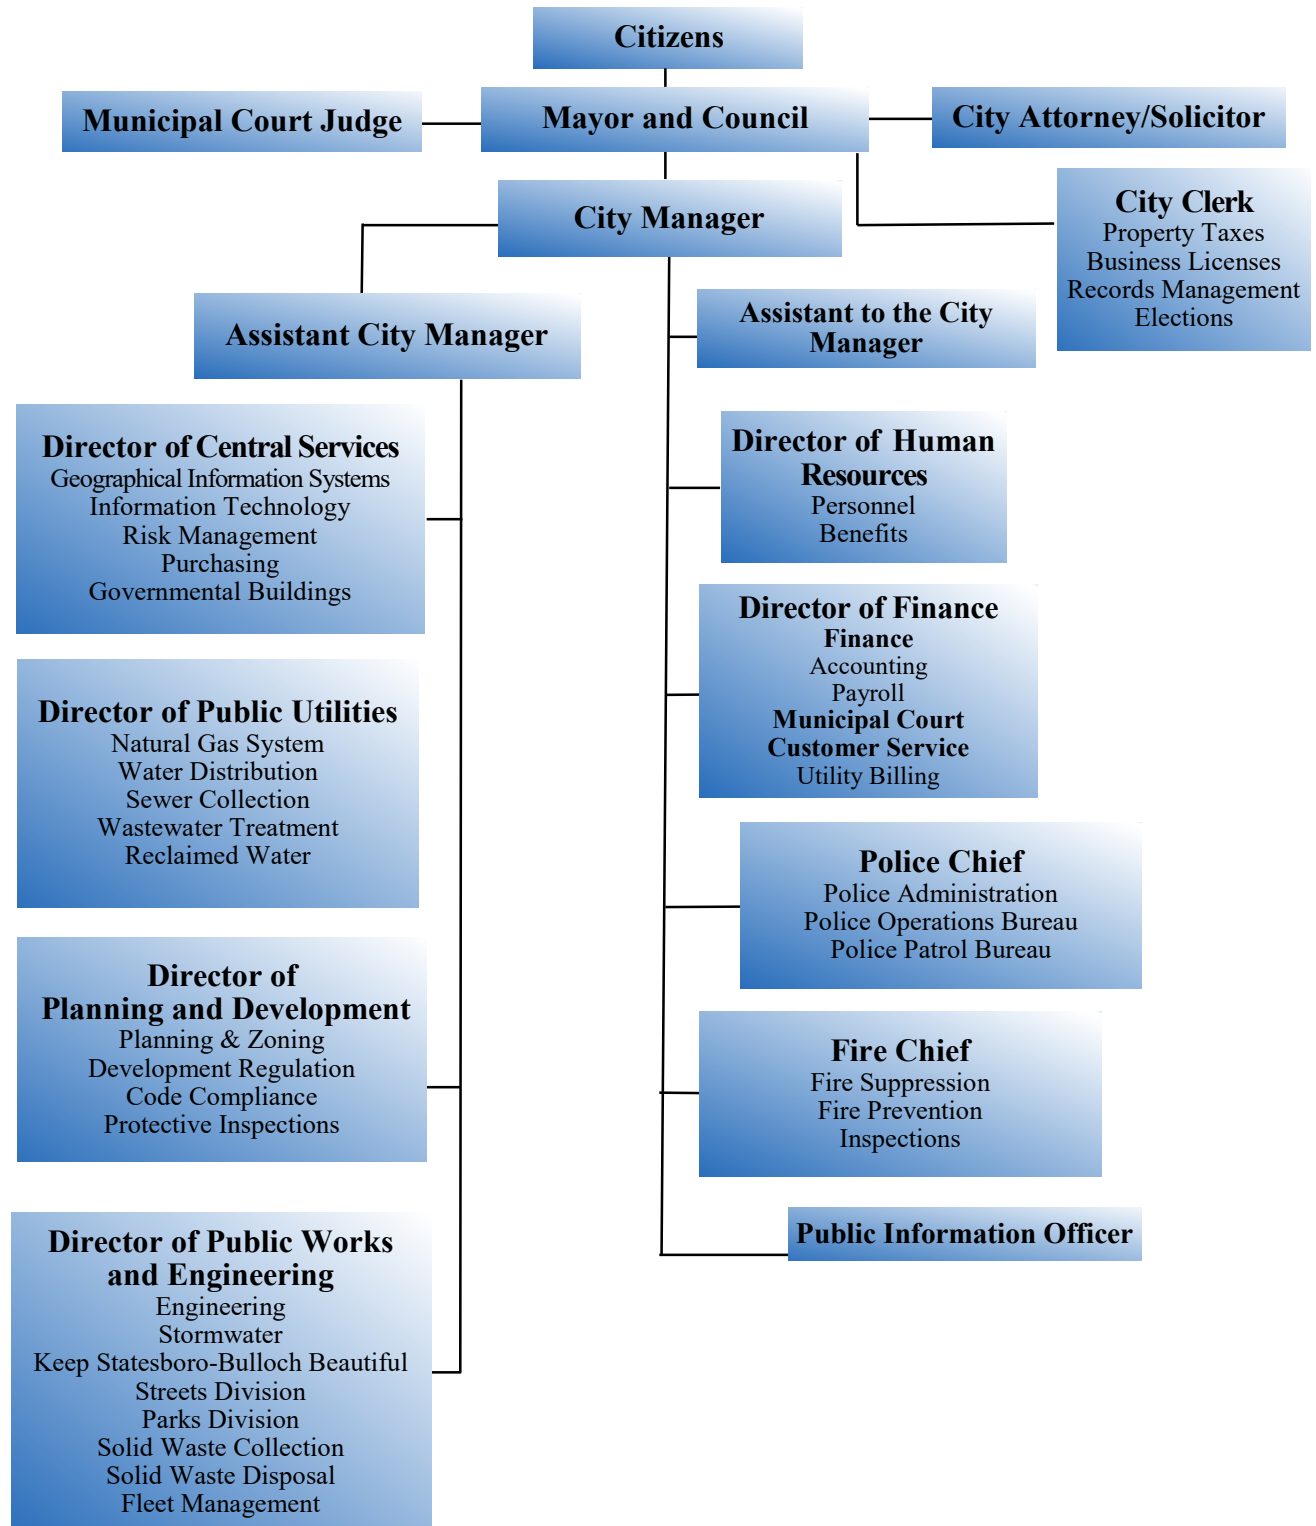 Citizens
Municipal Court Judge
Mayor and Council
City Attorney/Solicitor
City Manager
City Clerk
Property Taxes
Business Licenses
Records Management
Elections
Assistant City Manager
Assistant to the City
Manager
Director of Central Services
Geographical Information Systems
Information Technology
Risk Management
Purchasing
Governmental Buildings
Director of Human
Resources
Personnel
Benefits
Director of Finance
Finance
Accounting
Payroll
Municipal Court
Customer Service
Utility Billing
Director of Public Utilities
Natural Gas System
Water Distribution
Sewer Collection
Wastewater Treatment
Reclaimed Water
Police Chief
Police Administration
Police Operations Bureau
Police Patrol Bureau
Director of
Planning and Development
Planning & Zoning
Development Regulation
Code Compliance
Protective Inspections
Fire Chief
Fire Suppression
Fire Prevention
Inspections
Public Information Officer
Director of Public Works
and Engineering
Engineering
Stormwater
Keep Statesboro-Bulloch Beautiful
Streets Division
Parks Division
Solid Waste Collection
Solid Waste Disposal
Fleet Management